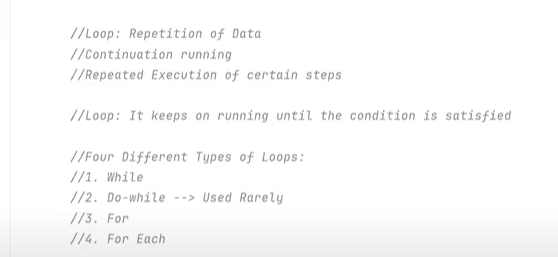 //Loop: Repetition of Data
//Continuation running
//Repeated Execution of certain steps
//Loop: It keeps on running until the condition is satisfied
//Four Different Types of Loops:
//1. While
//2. Do-while --> Used Rarely
//3. For
//4. For Each